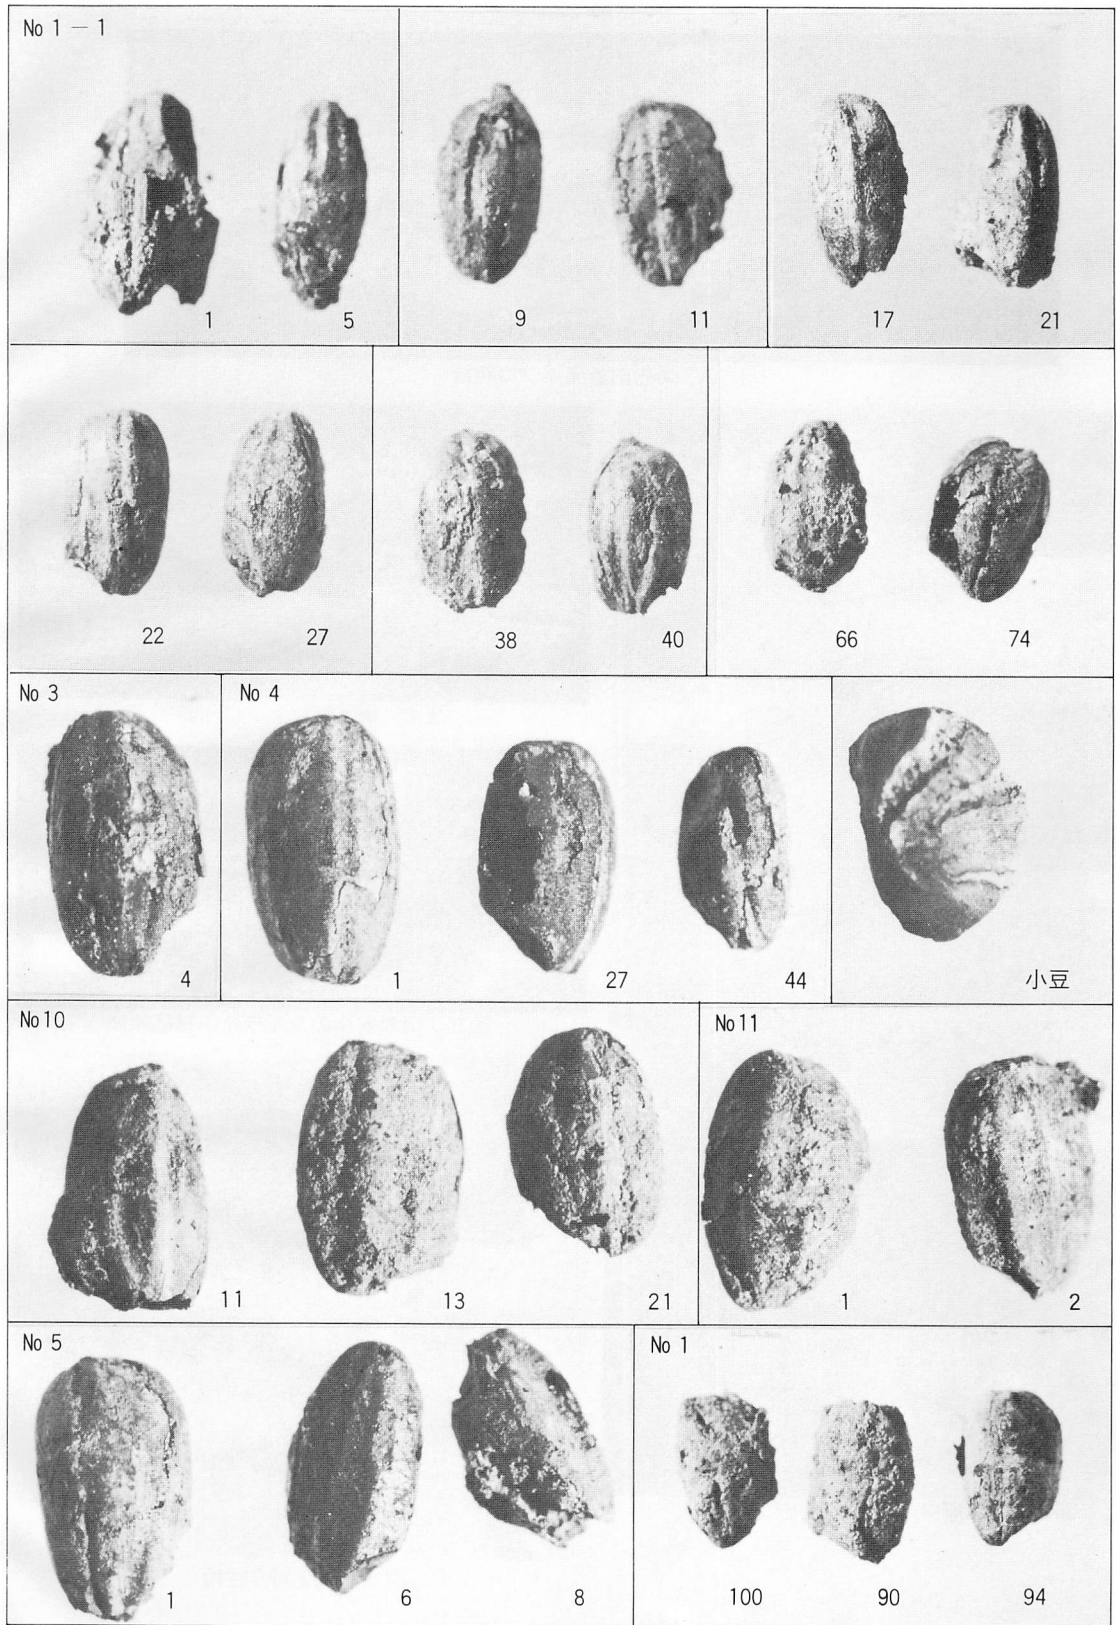 No 1 － 1
1 5 9 11 17 21
22 27 38 40 66 74
No 3 No 4
4 1 27 44 小豆
No 10 No 11
11 13 21 1 2
No 5 No 1
1 6 8 100 90 94